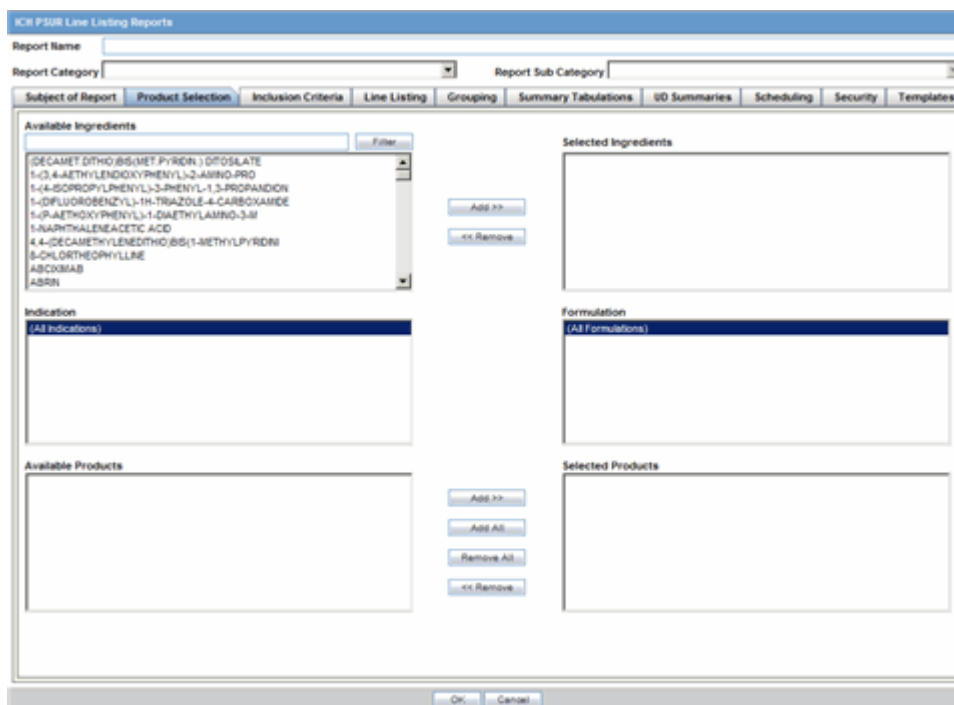 ICH PSUR Line Listing Reports
Report Name
Report Category Report Sub Category
Subject of Report Product Selection Inclusion Criteria Line Listing Grouping Summary Tabulations UD Summaries Scheduling Security Templates
Available Ingredients
Filter Selected Ingredients
(DECAMET.DITHIO)BIS(MET.PYRIDIN.) DITOSILATE
1-(3,4-AETHYLENDIOXYPHENYL)-2-AMINO-PRO
1-(4-ISOPROPYLPHENYL)-3-PHENYL-1,3-PROPANDION
1-(DIFLUOROBENZYL)-1H-TRIAZOLE-4-CARBOXAMIDE
1-(P-AETHOXYPHENYL)-1-DIAETHYLAMINO-3-M
1-NAPHTHALENEACETIC ACID
4,4-(DECAMETHYLENEDITHIO)BIS(1-METHYLPYRIDINI
8-CHLORTHEOPHYLLINE
ABCIXIMAB
ABRIN
Add >>
<< Remove
Indication Formulation
(All Indications) (All Formulations)
Available Products Selected Products
Add >>
Add All
Remove All
<< Remove
OK Cancel